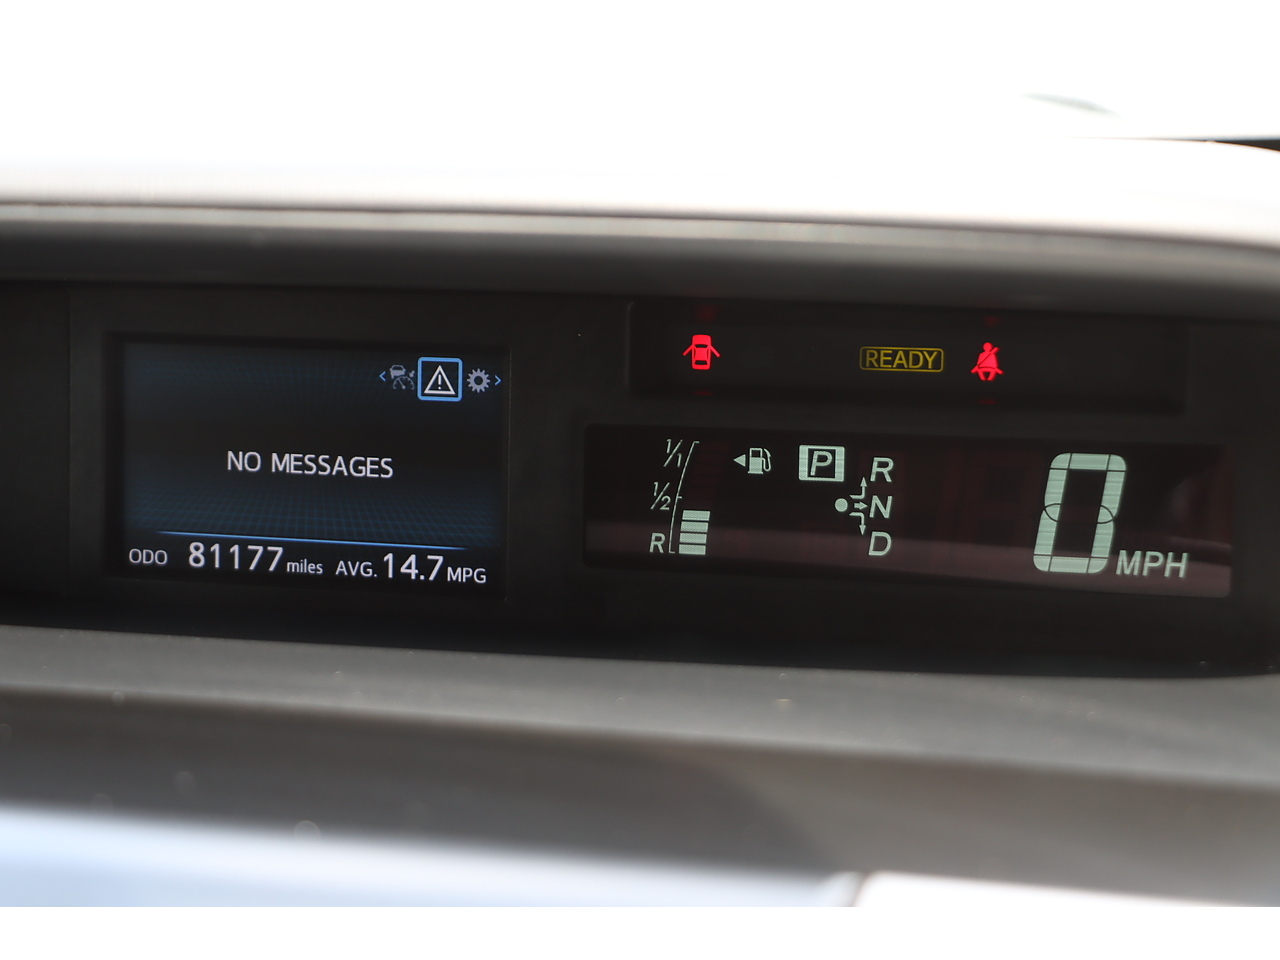 NO MESSAGES
ODO 81177 miles AVG. 14.7 MPG
READY
1/1
1/2
R
P
R
N
D
0 MPH